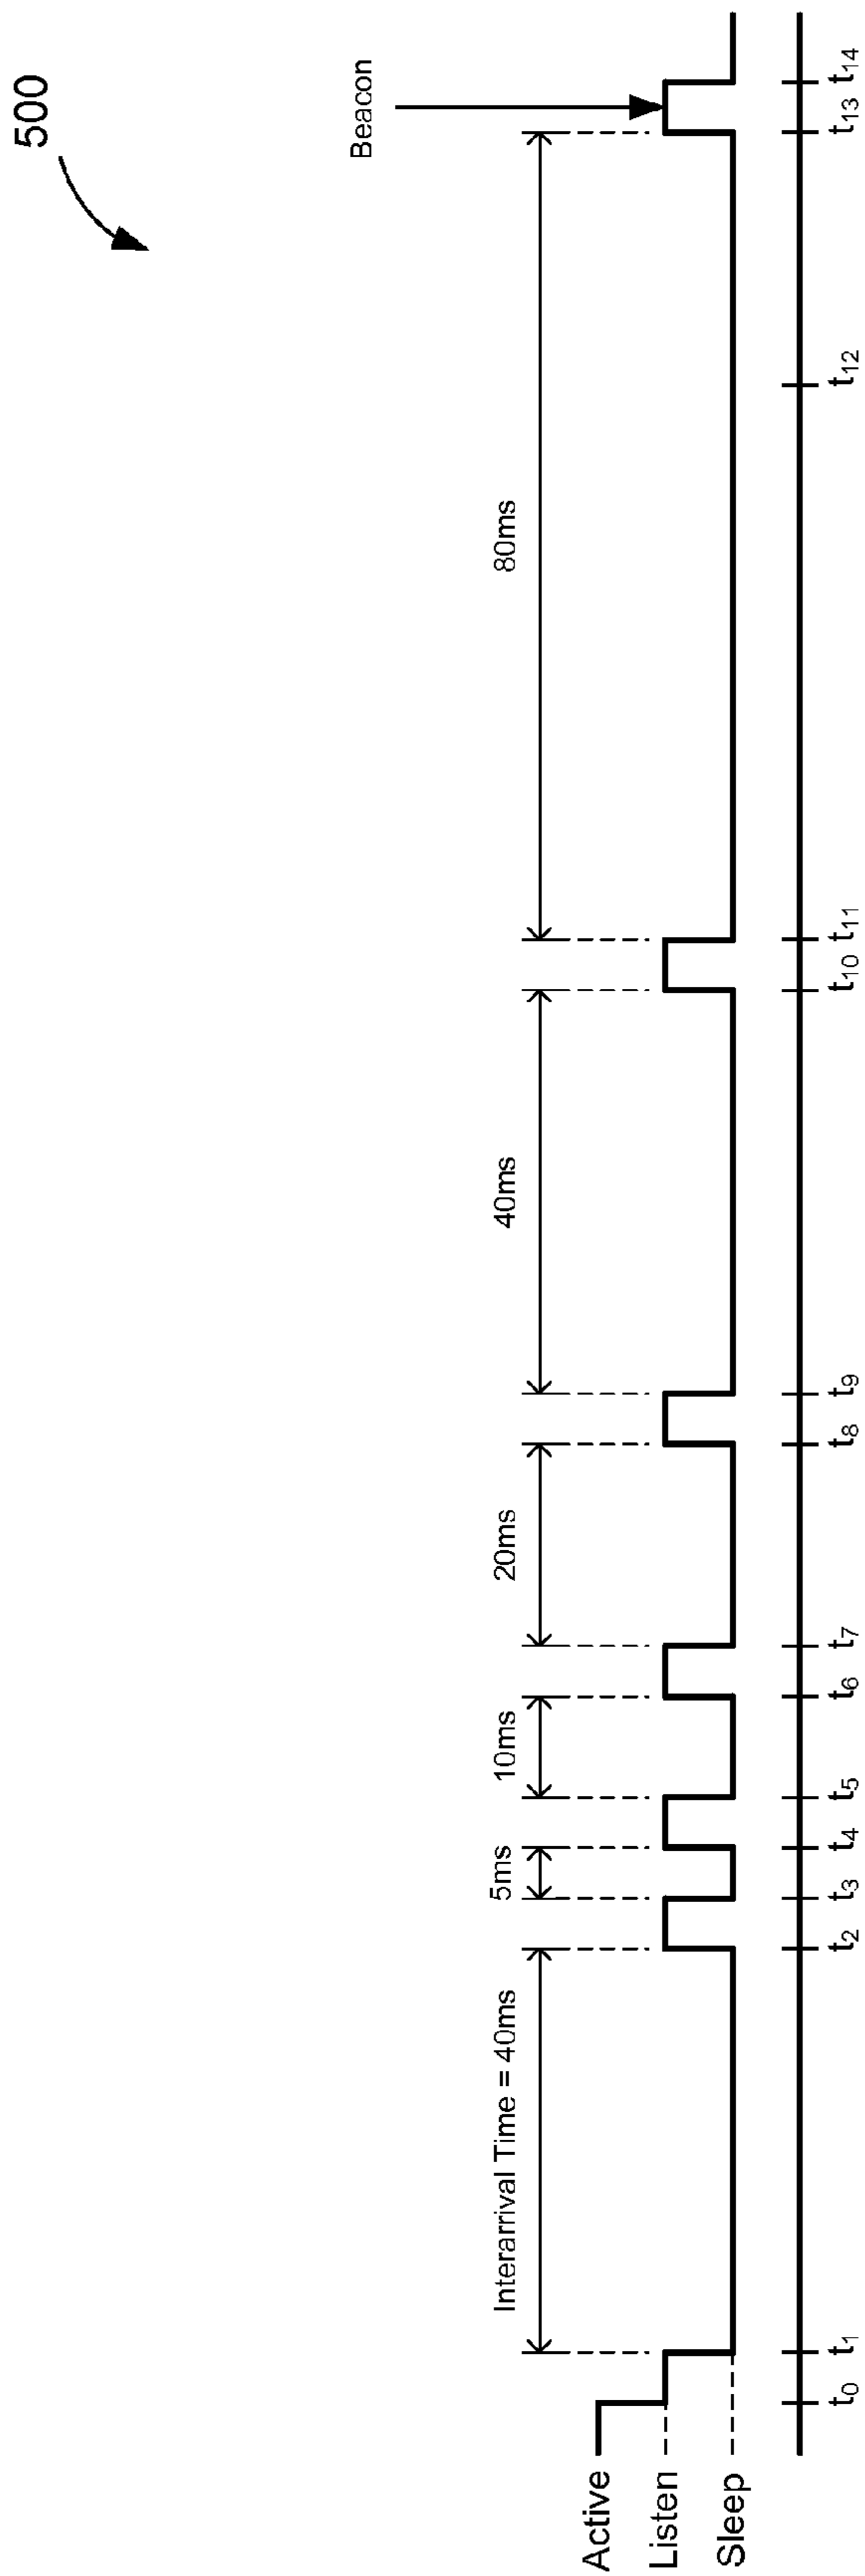 500
Beacon
Interarrival Time = 40ms
5ms
10ms
20ms
40ms
80ms
Active
Listen
Sleep
t0
t1
t2
t3
t4
t5
t6
t7
t8
t9
t10
t11
t12
t13
t14